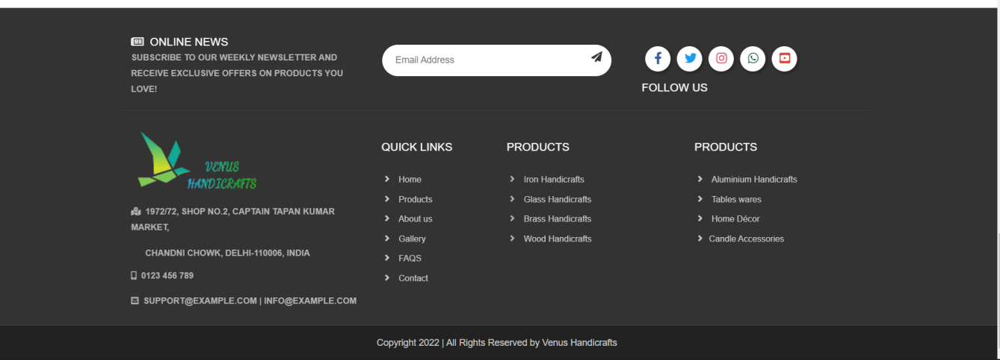 ONLINE NEWS
SUBSCRIBE TO OUR WEEKLY NEWSLETTER AND
RECEIVE EXCLUSIVE OFFERS ON PRODUCTS YOU
LOVE!
Email Address
FOLLOW US
VENUS
HANDICRAFTS
1972/72, SHOP NO.2, CAPTAIN TAPAN KUMAR
MARKET,
CHANDNI CHOWK, DELHI-110006, INDIA
0123 456 789
SUPPORT@EXAMPLE.COM | INFO@EXAMPLE.COM
QUICK LINKS
Home
Products
About us
Gallery
FAQS
Contact
PRODUCTS
Iron Handicrafts
Glass Handicrafts
Brass Handicrafts
Wood Handicrafts
PRODUCTS
Aluminium Handicrafts
Tables wares
Home Décor
Candle Accessories
Copyright 2022 | All Rights Reserved by Venus Handicrafts